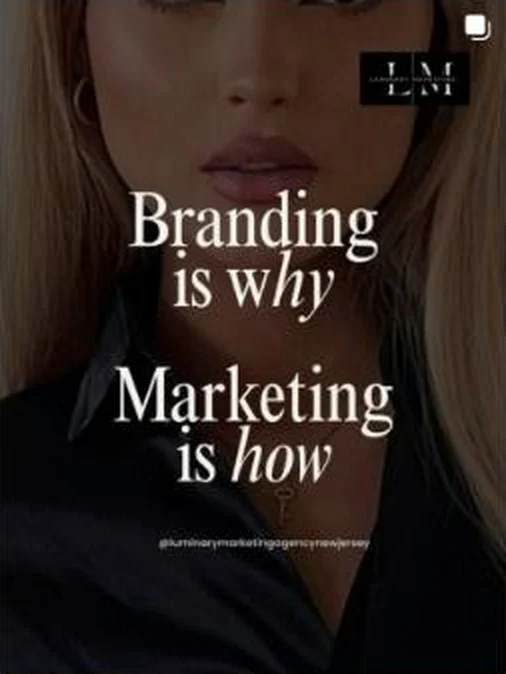 LM
Branding
is why
Marketing
is how
@luminarymarketingagencynewjersey